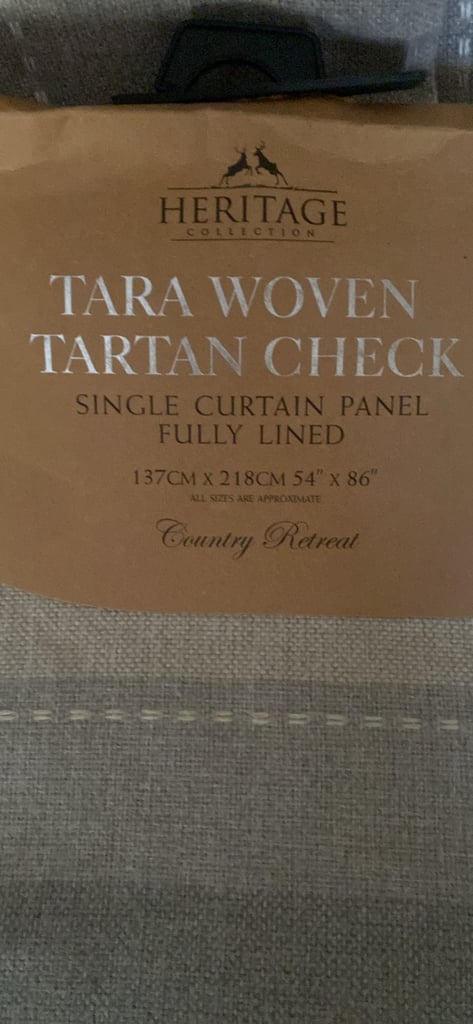 HERITAGE
COLLECTION
TARA WOVEN
TARTAN CHECK
SINGLE CURTAIN PANEL
FULLY LINED
137CM X 218CM 54" X 86"
ALL SIZES ARE APPROXIMATE
Country Retreat